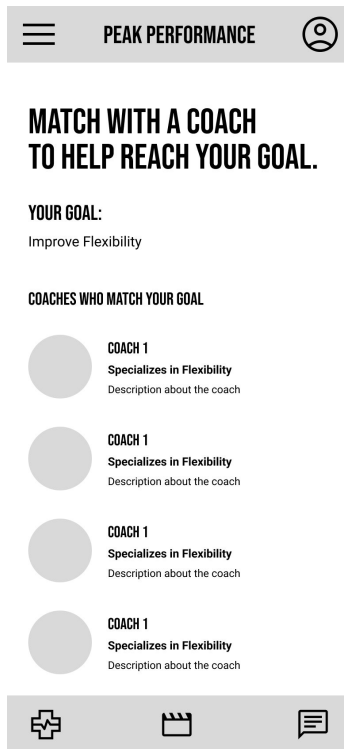 PEAK PERFORMANCE
MATCH WITH A COACH
TO HELP REACH YOUR GOAL.
YOUR GOAL:
Improve Flexibility
COACHES WHO MATCH YOUR GOAL
COACH 1
Specializes in Flexibility
Description about the coach
COACH 1
Specializes in Flexibility
Description about the coach
COACH 1
Specializes in Flexibility
Description about the coach
COACH 1
Specializes in Flexibility
Description about the coach